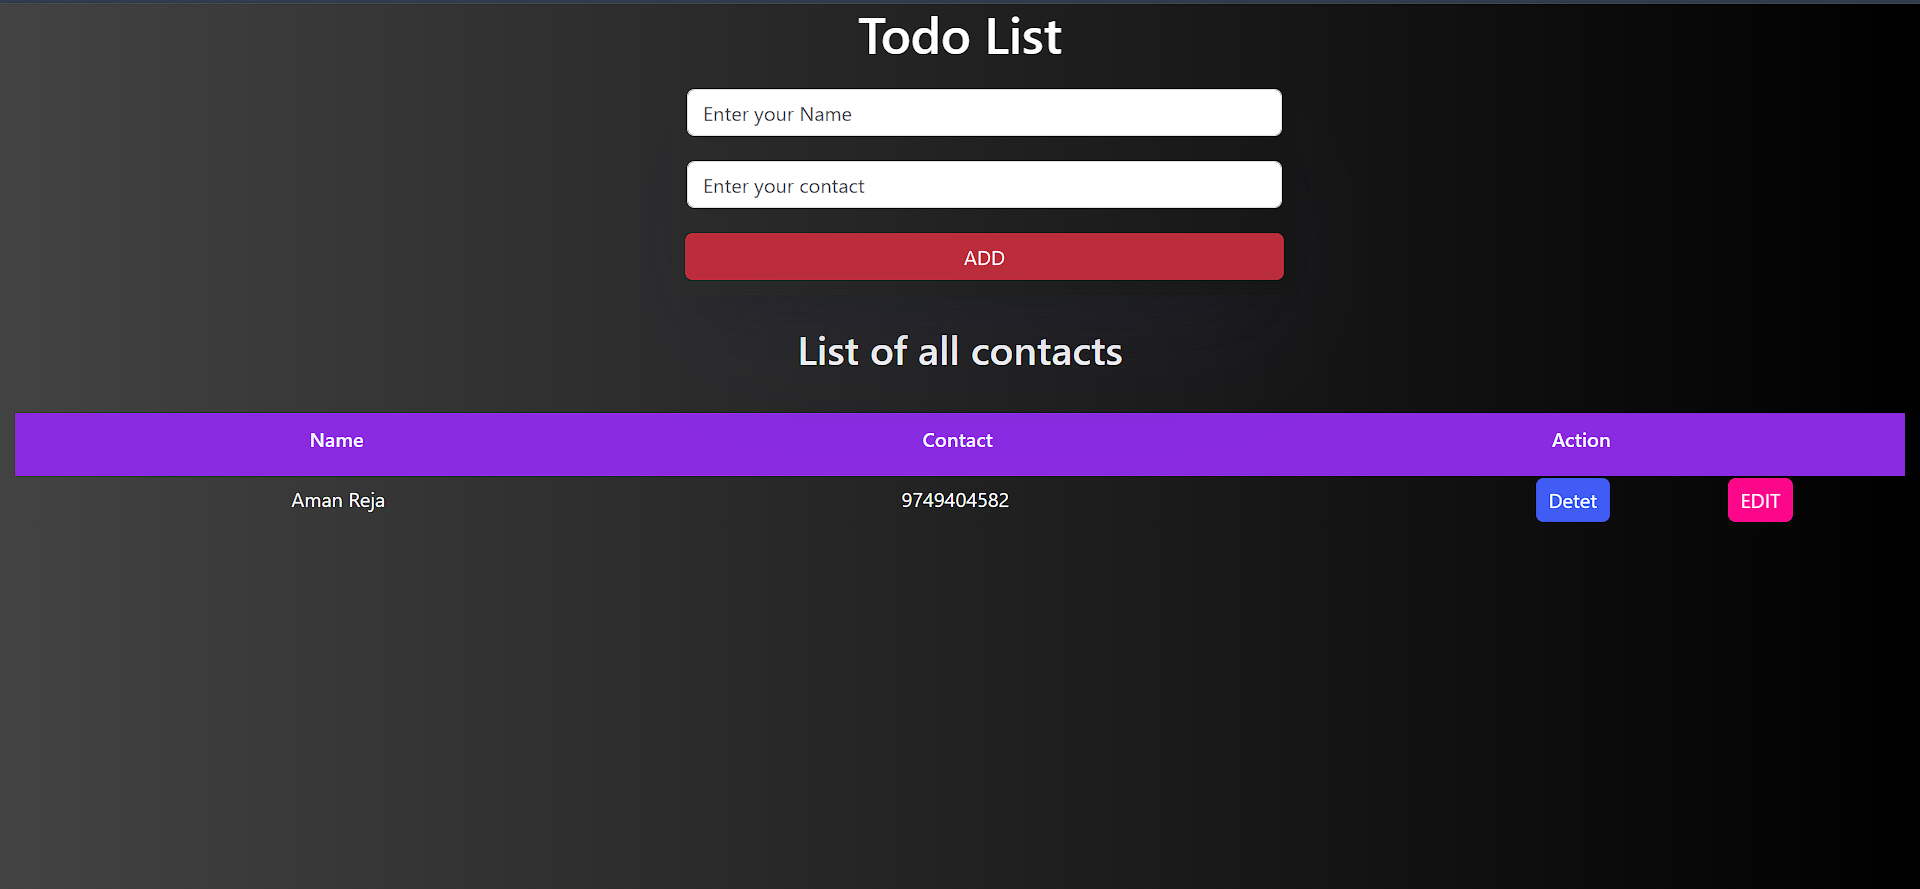 Todo List
Enter your Name
Enter your contact
ADD
List of all contacts
Name Contact Action
Aman Reja 9749404582 Detet EDIT